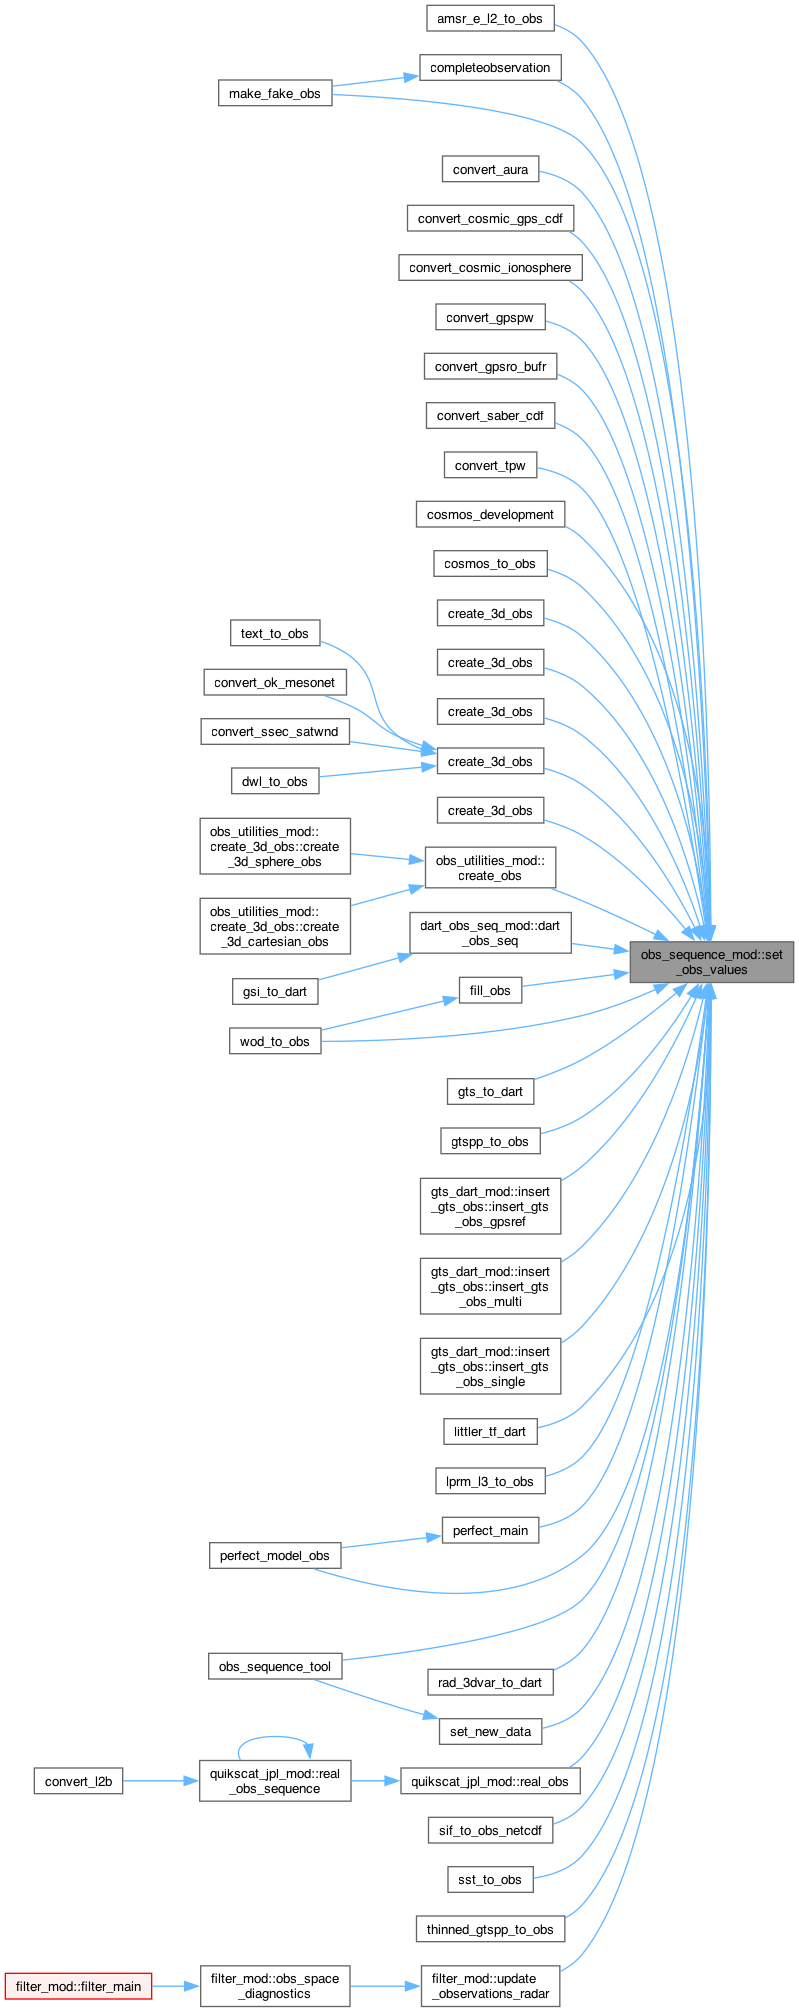 amsr_e_l2_to_obs
completeobservation
make_fake_obs
convert_aura
convert_cosmic_gps_cdf
convert_cosmic_ionosphere
convert_gpspw
convert_gpsro_bufr
convert_saber_cdf
convert_tpw
cosmos_development
cosmos_to_obs
create_3d_obs
text_to_obs
create_3d_obs
convert_ok_mesonet
create_3d_obs
convert_ssec_satwnd
create_3d_obs
dwl_to_obs
create_3d_obs
obs_utilities_mod::
create_3d_obs::create
_3d_sphere_obs
obs_utilities_mod::
create_obs
obs_utilities_mod::
create_3d_obs::create
_3d_cartesian_obs
dart_obs_seq_mod::dart
_obs_seq
obs_sequence_mod::set
_obs_values
gsi_to_dart
fill_obs
wod_to_obs
gts_to_dart
gtspp_to_obs
gts_dart_mod::insert
_gts_obs::insert_gts
_obs_gpsref
gts_dart_mod::insert
_gts_obs::insert_gts
_obs_multi
gts_dart_mod::insert
_gts_obs::insert_gts
_obs_single
littler_tf_dart
lprm_l3_to_obs
perfect_main
perfect_model_obs
obs_sequence_tool
rad_3dvar_to_dart
set_new_data
convert_l2b
quikscat_jpl_mod::real
_obs_sequence
quikscat_jpl_mod::real_obs
sif_to_obs_netcdf
sst_to_obs
thinned_gtspp_to_obs
filter_mod::filter_main
filter_mod::obs_space
_diagnostics
filter_mod::update
_observations_radar